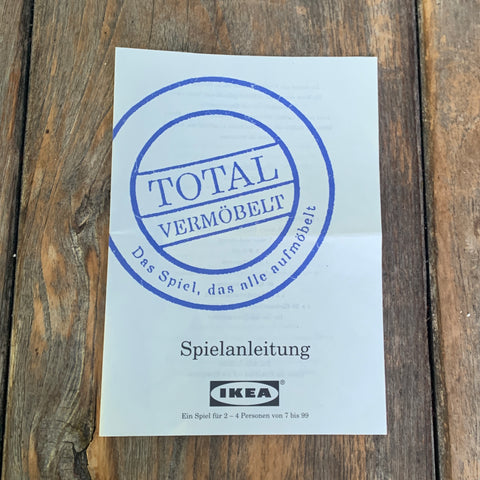 TOTAL
VERMÖBELT
Das Spiel, das alle aufmöbelt
Spielanleitung
IKEA®
Ein Spiel für 2 – 4 Personen von 7 bis 99